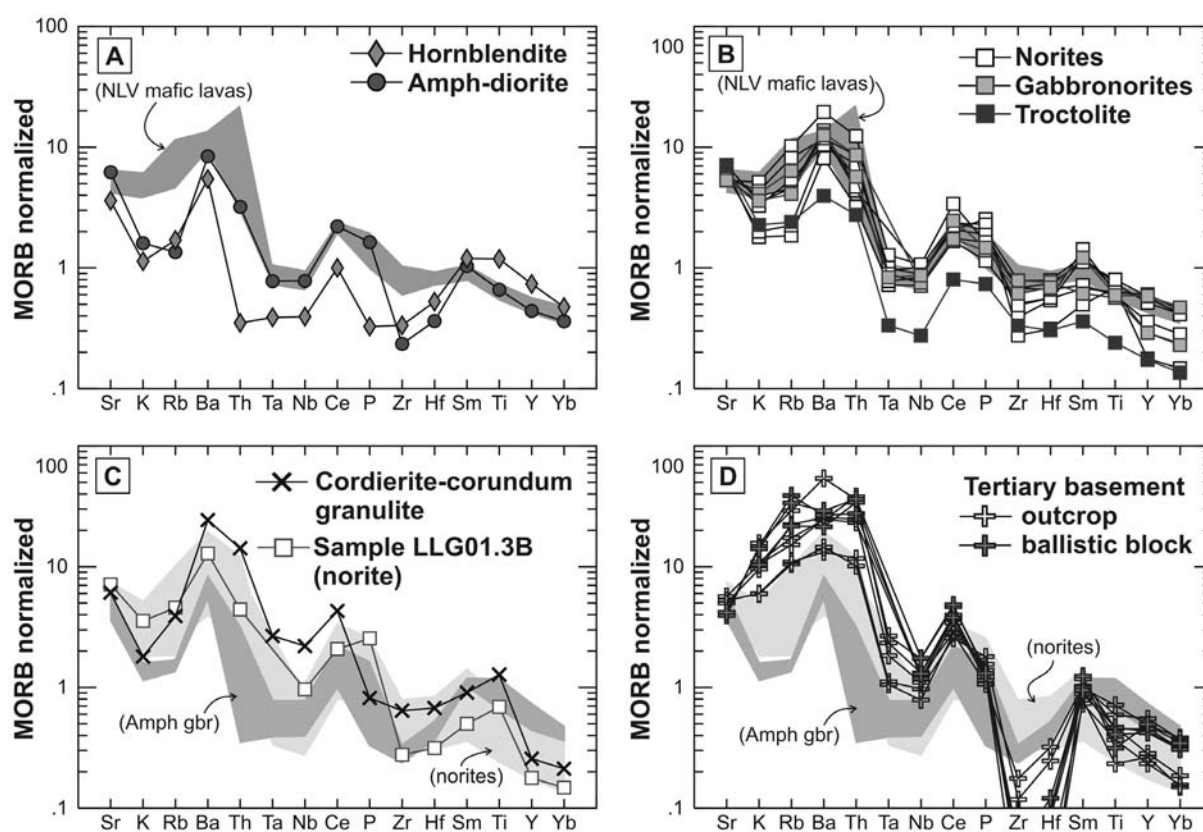 A
Hornblendite
Amph-diorite
(NLV mafic lavas)
MORB normalized
100
10
1
.1
Sr K Rb Ba Th Ta Nb Ce P Zr Hf Sm Ti Y Yb
B
Norites
Gabbronorites
Troctolite
(NLV mafic lavas)
MORB normalized
100
10
1
.1
Sr K Rb Ba Th Ta Nb Ce P Zr Hf Sm Ti Y Yb
C
Cordierite-corundum
granulite
Sample LLG01.3B
(norite)
(Amph gbr)
(norites)
MORB normalized
100
10
1
.1
Sr K Rb Ba Th Ta Nb Ce P Zr Hf Sm Ti Y Yb
D
Tertiary basement
outcrop
ballistic block
(norites)
(Amph gbr)
MORB normalized
100
10
1
.1
Sr K Rb Ba Th Ta Nb Ce P Zr Hf Sm Ti Y Yb